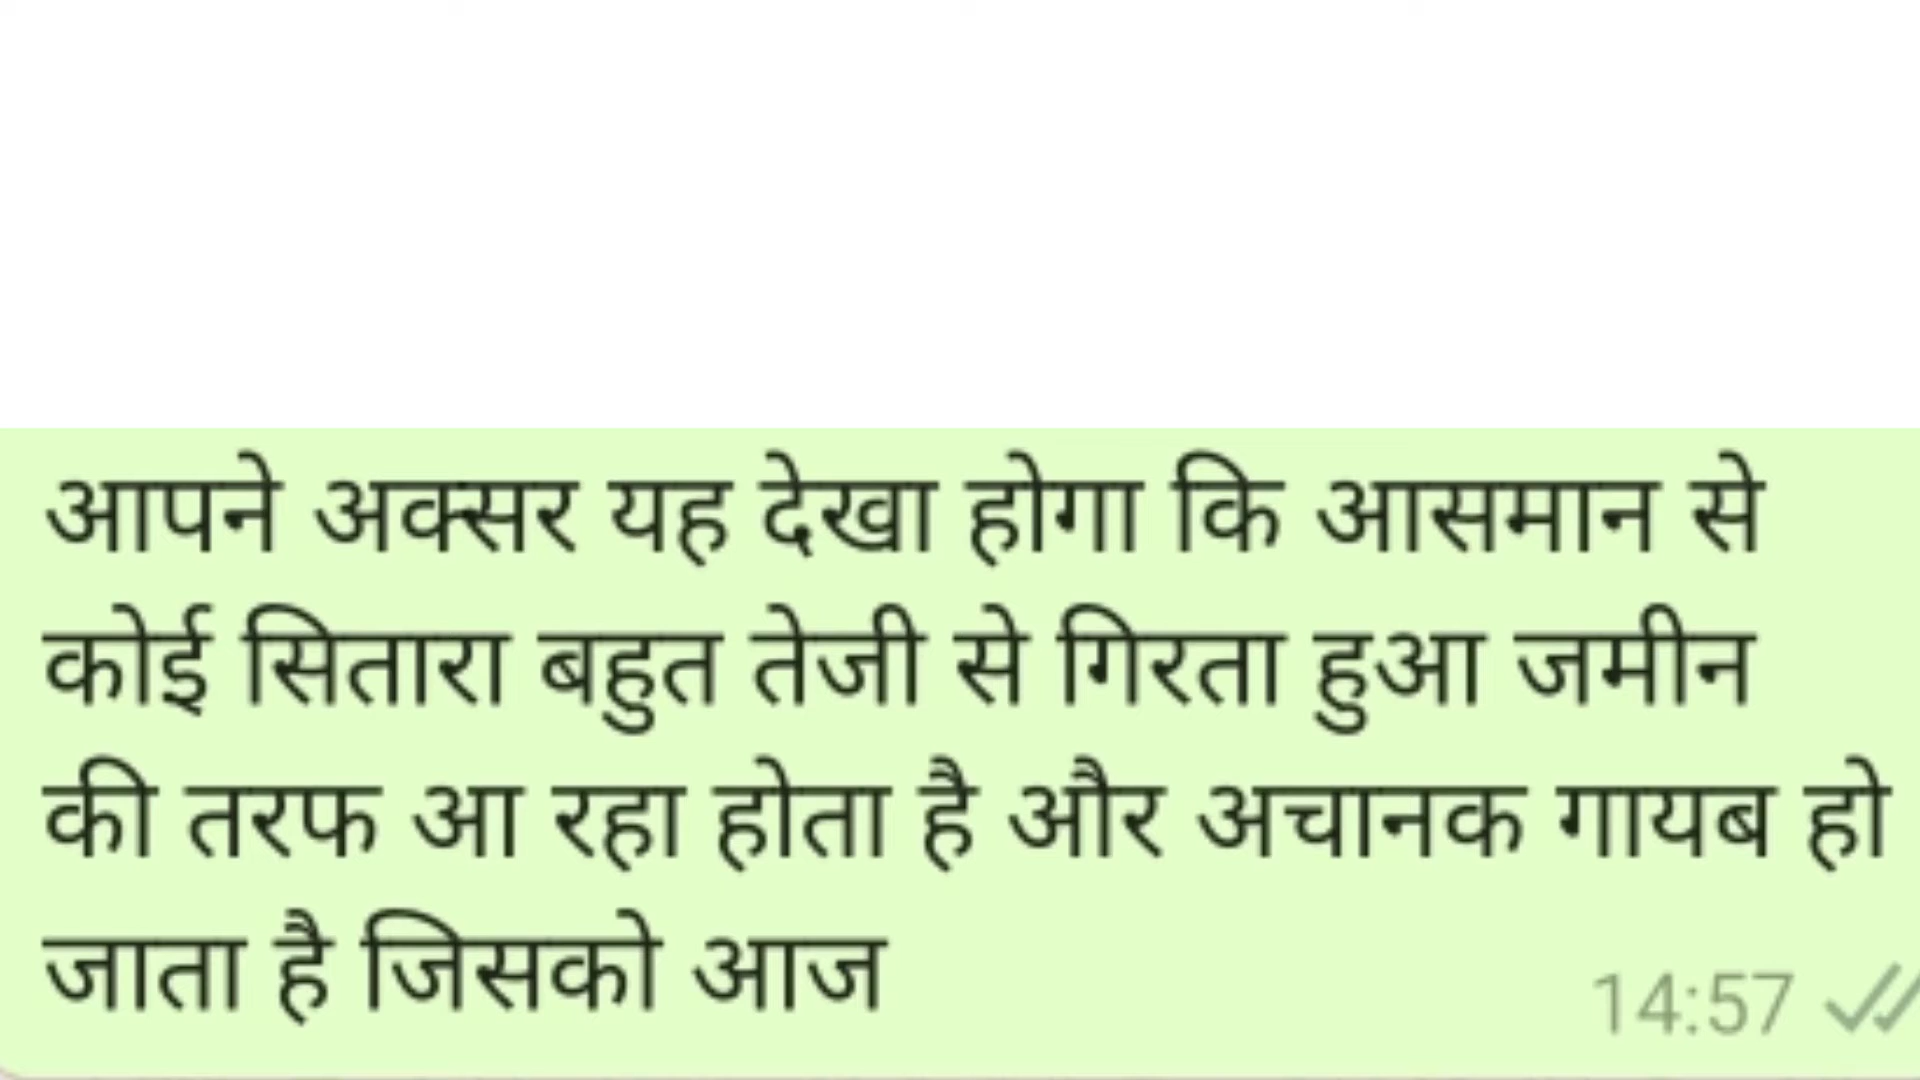 आपने अक्सर यह देखा होगा कि आसमान से
कोई सितारा बहुत तेजी से गिरता हुआ जमीन
की तरफ आ रहा होता है और अचानक गायब हो
जाता है जिसको आज
14:57